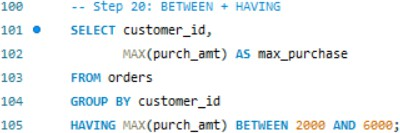 100 -- Step 20: BETWEEN + HAVING
101 SELECT customer_id,
102 MAX(purch_amt) AS max_purchase
103 FROM orders
104 GROUP BY customer_id
105 HAVING MAX(purch_amt) BETWEEN 2000 AND 6000;